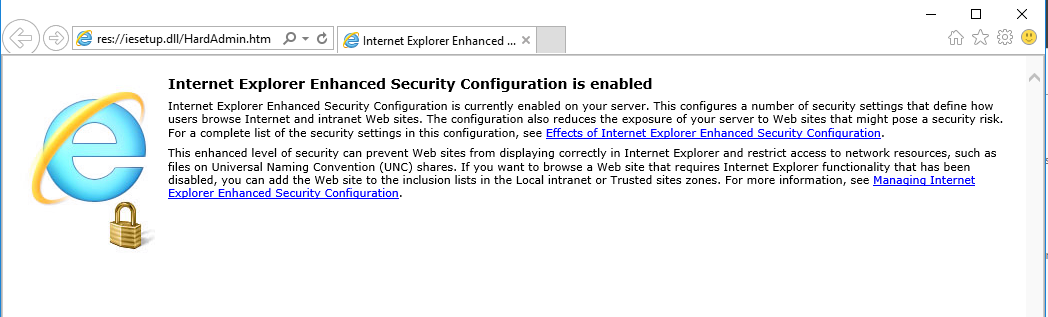 res://iesetup.dll/HardAdmin.htm
Internet Explorer Enhanced ...
Internet Explorer Enhanced Security Configuration is enabled
Internet Explorer Enhanced Security Configuration is currently enabled on your server. This configures a number of security settings that define how
users browse Internet and intranet Web sites. The configuration also reduces the exposure of your server to Web sites that might pose a security risk.
For a complete list of the security settings in this configuration, see Effects of Internet Explorer Enhanced Security Configuration.
This enhanced level of security can prevent Web sites from displaying correctly in Internet Explorer and restrict access to network resources, such as
files on Universal Naming Convention (UNC) shares. If you want to browse a Web site that requires Internet Explorer functionality that has been
disabled, you can add the Web site to the inclusion lists in the Local intranet or Trusted sites zones. For more information, see Managing Internet
Explorer Enhanced Security Configuration.